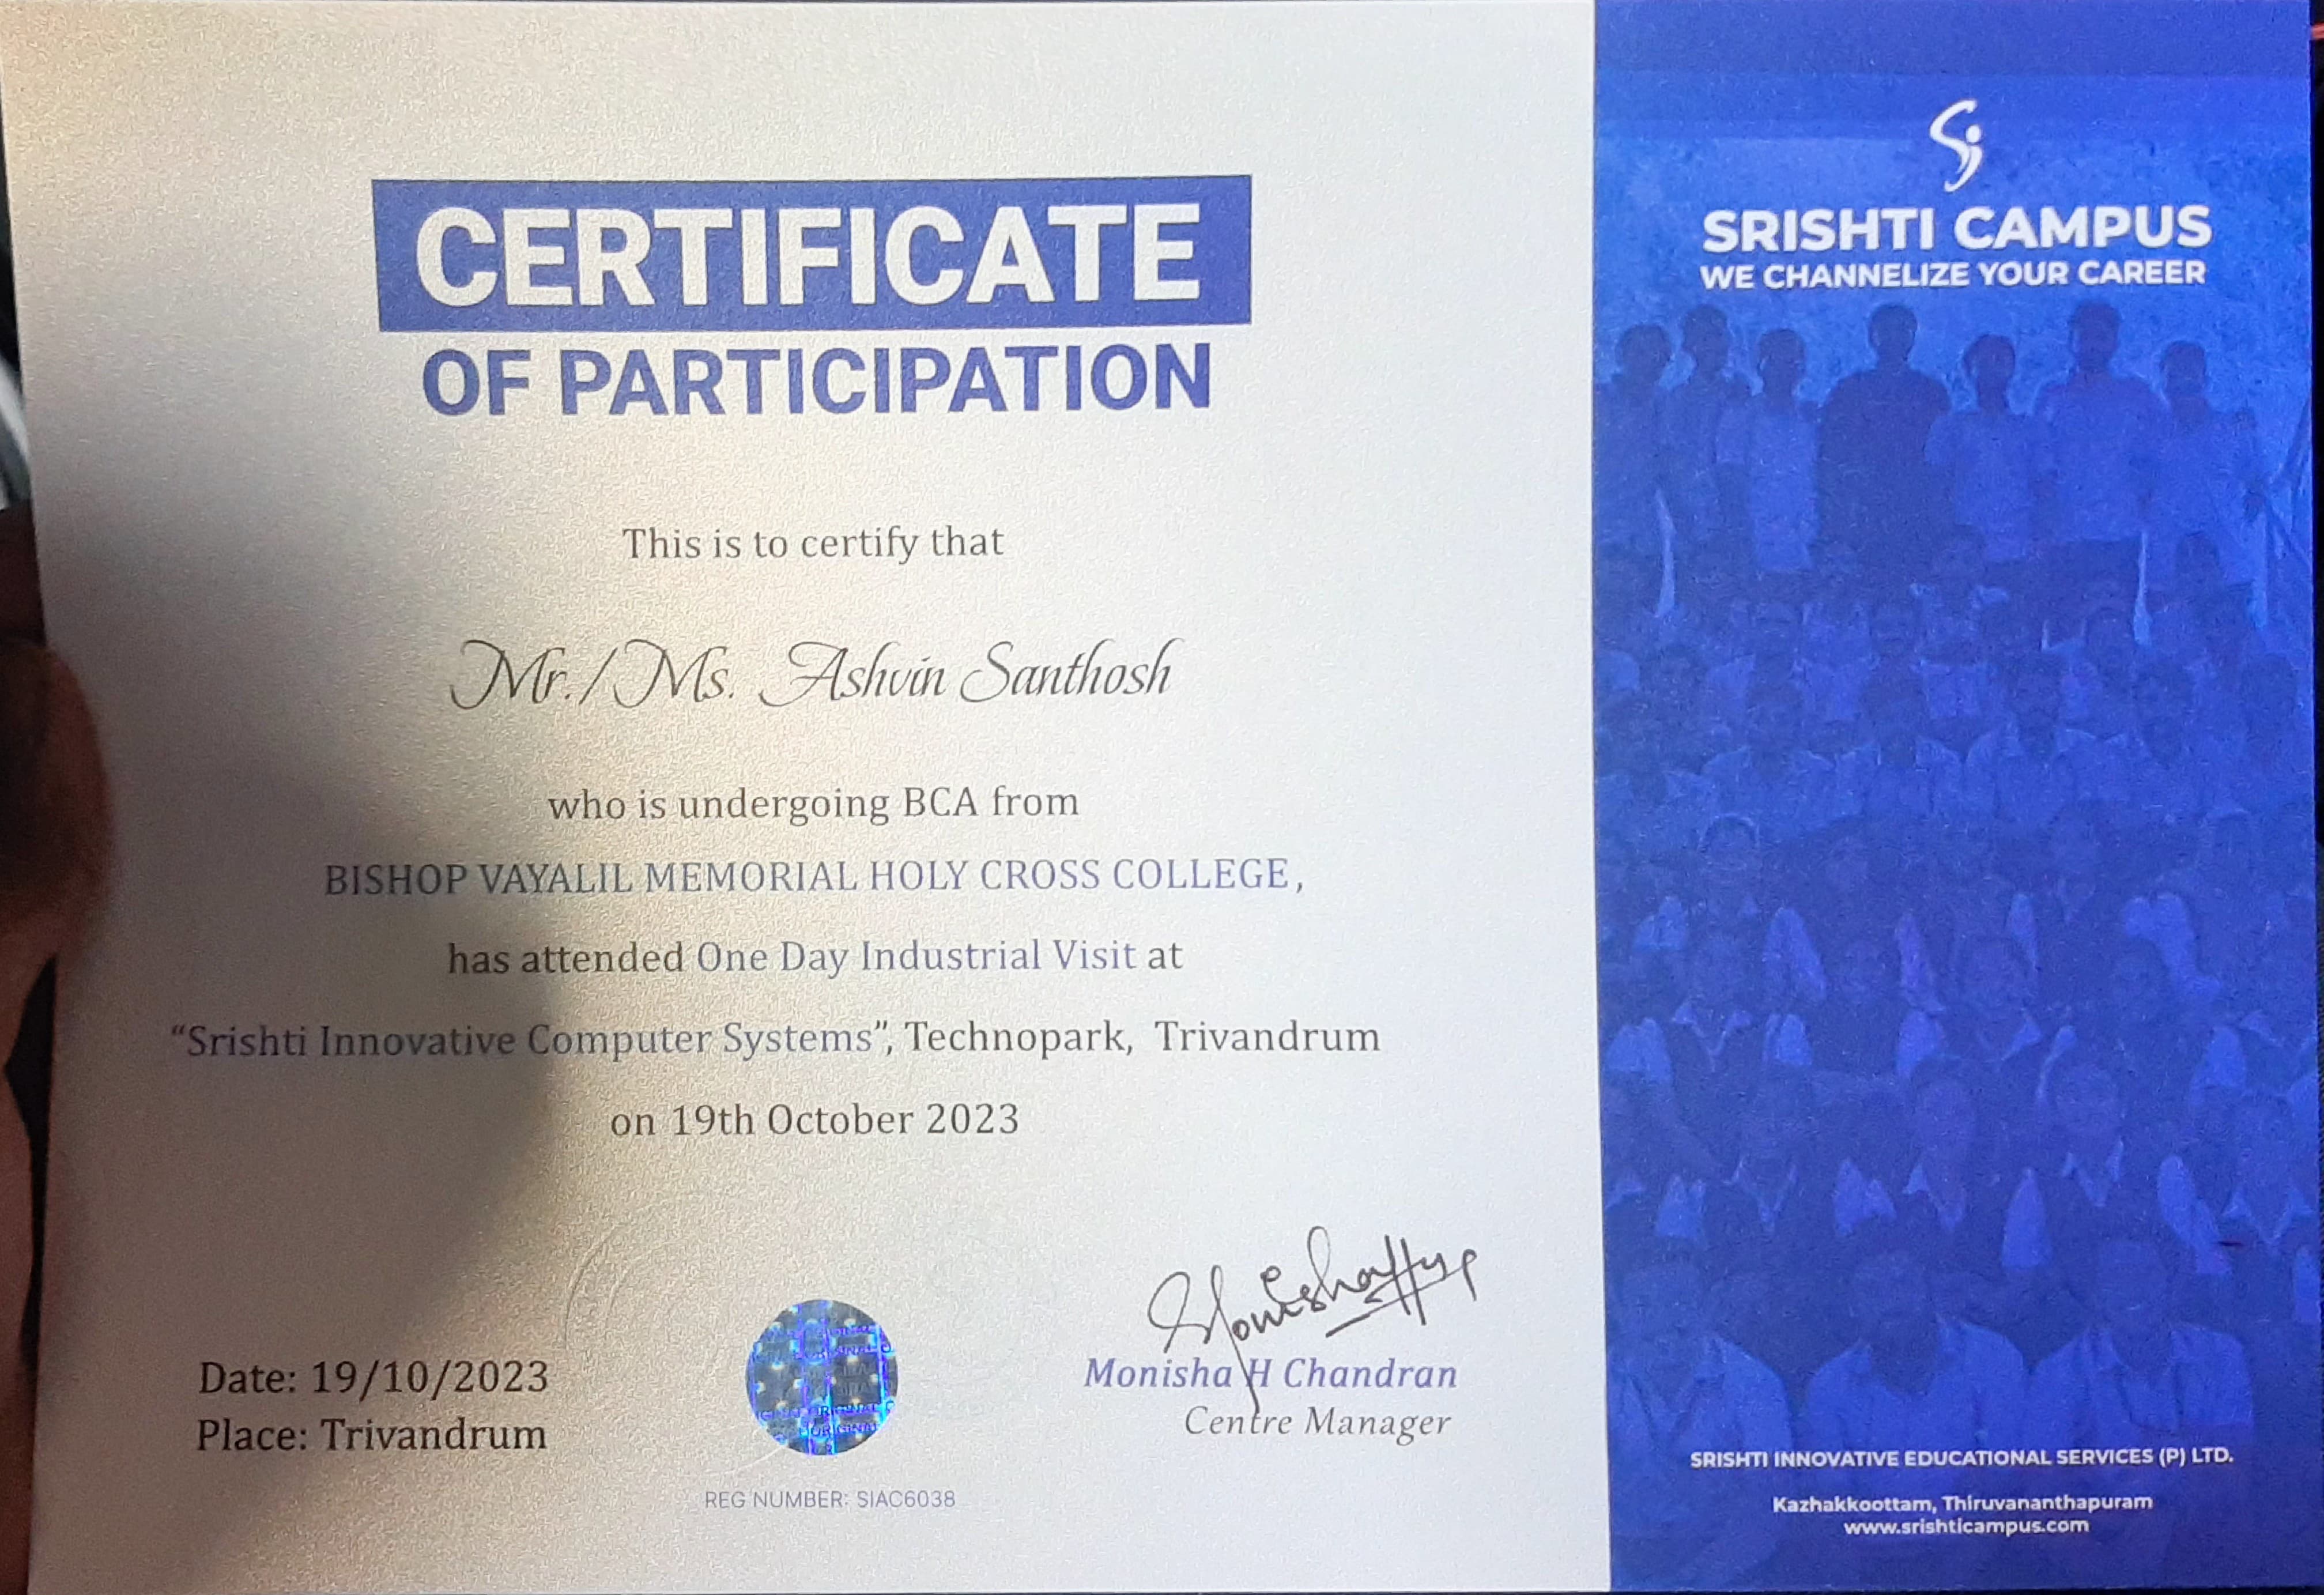 CERTIFICATE
OF PARTICIPATION
This is to certify that
Mr./Ms. Ashvin Santhosh
who is undergoing BCA from
BISHOP VAYALIL MEMORIAL HOLY CROSS COLLEGE,
has attended One Day Industrial Visit at
“Srishti Innovative Computer Systems”, Technopark, Trivandrum
on 19th October 2023
Date: 19/10/2023
Place: Trivandrum
ORIGINAL
REG NUMBER: SIAC6038
Monisha H Chandran
Centre Manager
SRISHTI CAMPUS
WE CHANNELIZE YOUR CAREER
SRISHTI INNOVATIVE EDUCATIONAL SERVICES (P) LTD.
Kazhakkoottam, Thiruvananthapuram
www.srishticampus.com